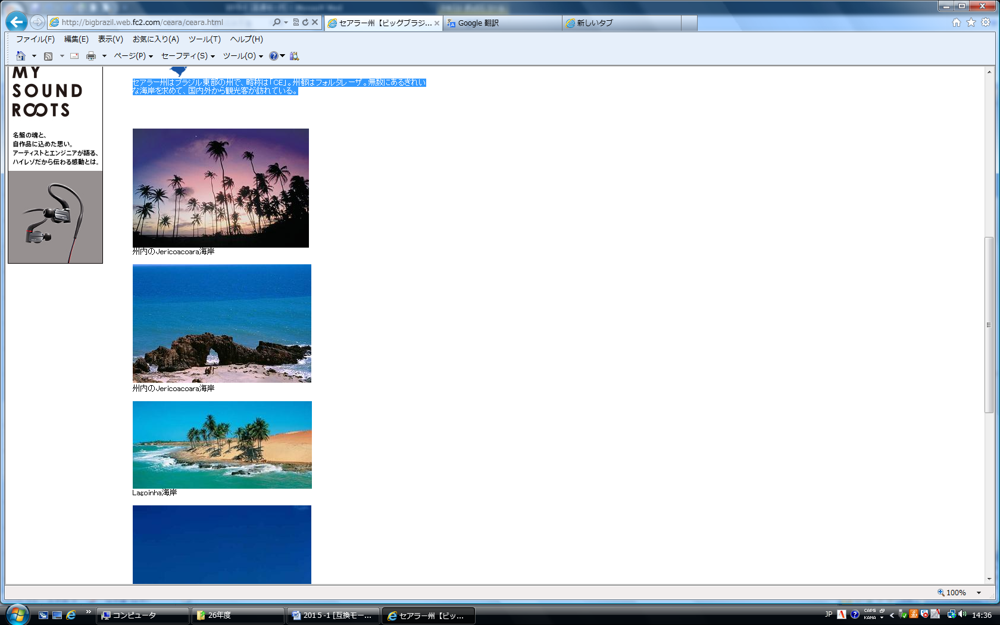 http://bigbrazil.web.fc2.com/ceara/ceara.html
セアラー州【ビッグブラジ...
Google 翻訳
新しいタブ
ファイル(F) 編集(E) 表示(V) お気に入り(A) ツール(T) ヘルプ(H)
ページ(P) セーフティ(S) ツール(O)
MY
SOUND
ROOTS
名盤の魂と、
自作品に込めた思い。
アーティストとエンジニアが語る、
ハイレゾだから伝わる感動とは。
セアラー州はブラジル東部の州で、略称は「CE」。州都はフォルタレーザ。無数にあるきれい
な海岸を求めて、国内外から観光客が訪れている。
州内のJericoacoara海岸
州内のJericoacoara海岸
Lagoinha海岸
100%
コンピュータ
26年度
2015-1 [互換モー...
セアラー州【ビッ...
JP
CAPS
KANA
14:36